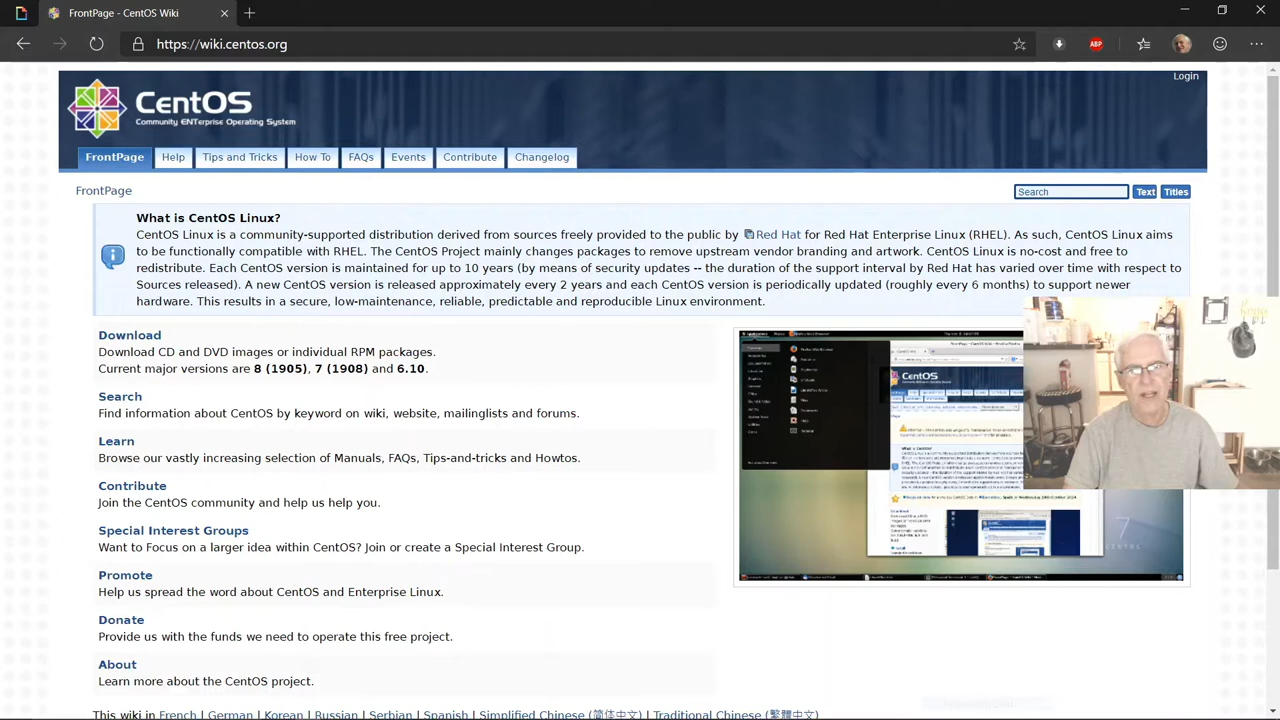 FrontPage - CentOS Wiki
https://wiki.centos.org
ABP
Login
CentOS
Community ENTerprise Operating System
FrontPage
Help
Tips and Tricks
How To
FAQs
Events
Contribute
Changelog
FrontPage
Search
Text
Titles
What is CentOS Linux?
CentOS Linux is a community-supported distribution derived from sources freely provided to the public by Red Hat for Red Hat Enterprise Linux (RHEL). As such, CentOS Linux aims
to be functionally compatible with RHEL. The CentOS Project mainly changes packages to remove upstream vendor branding and artwork. CentOS Linux is no-cost and free to
redistribute. Each CentOS version is maintained for up to 10 years (by means of security updates -- the duration of the support interval by Red Hat has varied over time with respect to
Sources released). A new CentOS version is released approximately every 2 years and each CentOS version is periodically updated (roughly every 6 months) to support newer
hardware. This results in a secure, low-maintenance, reliable, predictable and reproducible Linux environment.
Download
Download CD and DVD images or individual RPM packages.
Current major versions are 8 (1905), 7 (1908) and 6.10.
Search
Find information about CentOS Linux and on wiki, website, mailinglists and forums.
Learn
Browse our vastly growing collection of Manuals, FAQs, Tips-and-tricks and Howtos.
Contribute
Join the CentOS community.
Special Interest Groups
Want to Focus on a larger idea within CentOS? Join or create a Special Interest Group.
Promote
Help us spread the word about CentOS and Enterprise Linux.
Donate
Provide us with the funds we need to operate this free project.
About
Learn more about the CentOS project.
CentOS
7
CENTOS
This wiki in French | German | Korean | Russian | Serbian | Spanish | Simplified Chinese (简体中文) | Traditional Chinese (繁體中文)